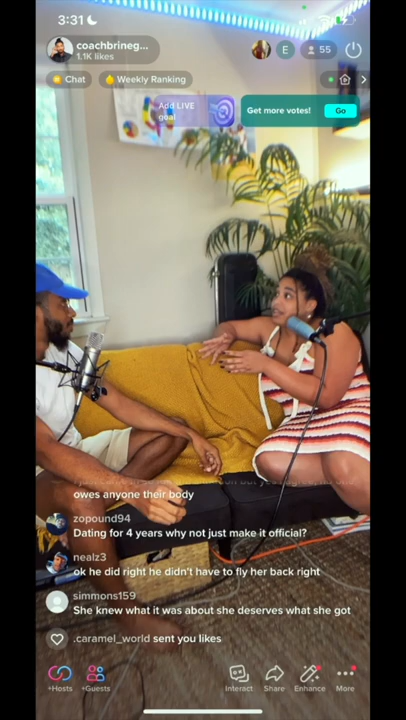 3:31
coachbrineg...
1.1K likes
E
55
Chat
Weekly Ranking
Add LIVE
goal
Get more votes!
Go
owes anyone their body
zopound94
Dating for 4 years why not just make it official?
nealz3
ok he did right he didn't have to fly her back right
simmons159
She knew what it was about she deserves what she got
.caramel_world sent you likes
+Hosts
+Guests
Interact
Share
Enhance
More